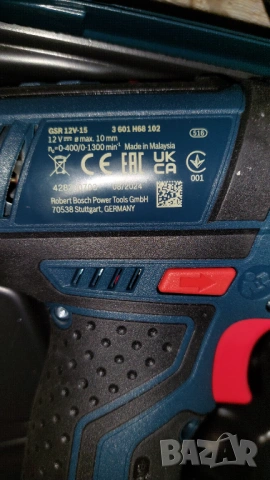 GSR 12V-15 3 601 H68 102
12 V ⎓ ø max. 10 mm
n₀=0-400/0-1300 min⁻¹ Made in Malaysia
CE EAC UK CA 001
08/2024
Robert Bosch Power Tools GmbH
70538 Stuttgart, GERMANY
BAZAR